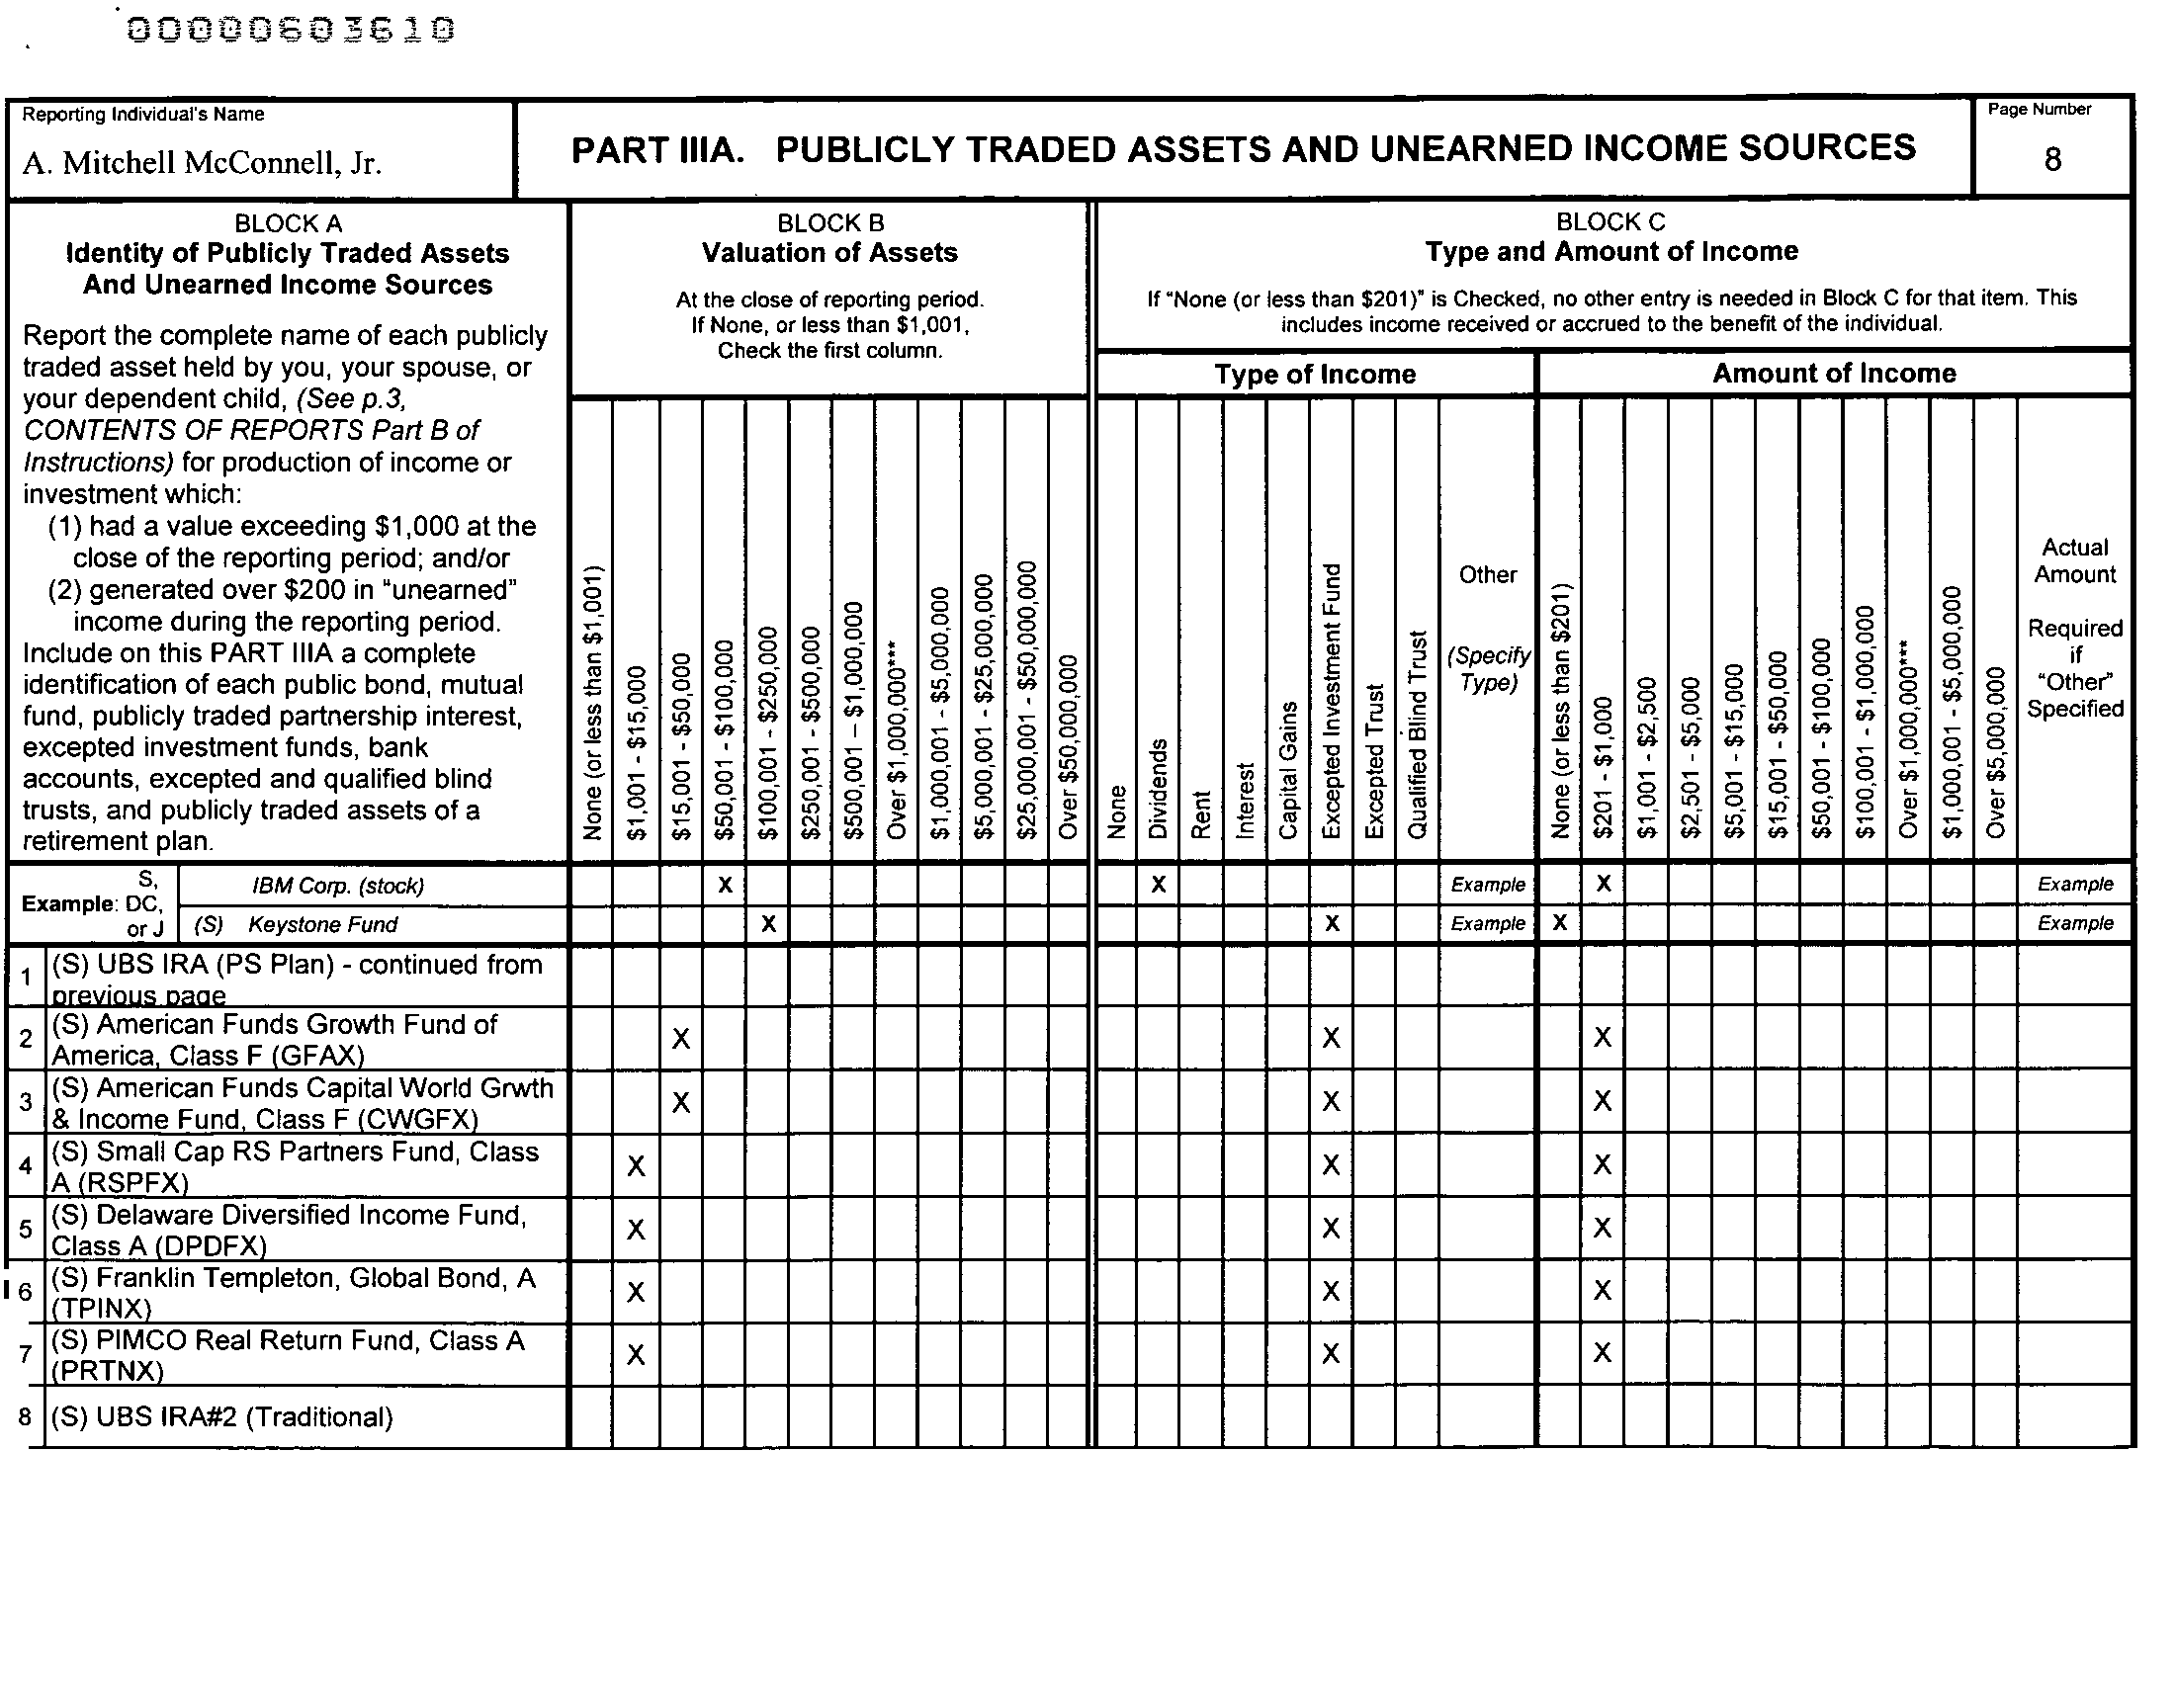 00000603610
Reporting Individual's Name
A. Mitchell McConnell, Jr.
PART IIIA. PUBLICLY TRADED ASSETS AND UNEARNED INCOME SOURCES
Page Number
8
BLOCK A
Identity of Publicly Traded Assets
And Unearned Income Sources
Report the complete name of each publicly
traded asset held by you, your spouse, or
your dependent child, (See p.3,
CONTENTS OF REPORTS Part B of
Instructions) for production of income or
investment which:
(1) had a value exceeding $1,000 at the
close of the reporting period; and/or
(2) generated over $200 in "unearned"
income during the reporting period.
Include on this PART IIIA a complete
identification of each public bond, mutual
fund, publicly traded partnership interest,
excepted investment funds, bank
accounts, excepted and qualified blind
trusts, and publicly traded assets of a
retirement plan.
BLOCK B
Valuation of Assets
At the close of reporting period.
If None, or less than $1,001,
Check the first column.
None (or less than $1,001)
$1,001 - $15,000
$15,001 - $50,000
$50,001 - $100,000
$100,001 - $250,000
$250,001 - $500,000
$500,001 – $1,000,000
Over $1,000,000***
$1,000,001 - $5,000,000
$5,000,001 - $25,000,000
$25,000,001 - $50,000,000
Over $50,000,000
BLOCK C
Type and Amount of Income
If "None (or less than $201)" is Checked, no other entry is needed in Block C for that item. This
includes income received or accrued to the benefit of the individual.
Type of Income
None
Dividends
Rent
Interest
Capital Gains
Excepted Investment Fund
Excepted Trust
Qualified Blind Trust
Other
(Specify
Type)
Amount of Income
None (or less than $201)
$201 - $1,000
$1,001 - $2,500
$2,501 - $5,000
$5,001 - $15,000
$15,001 - $50,000
$50,001 - $100,000
$100,001 - $1,000,000
Over $1,000,000***
$1,000,001 - $5,000,000
Over $5,000,000
Actual
Amount
Required
if
"Other"
Specified
Example: S,
DC,
or J
IBM Corp. (stock) X X Example X Example
(S) Keystone Fund X X Example X Example
1 (S) UBS IRA (PS Plan) - continued from
previous page
2 (S) American Funds Growth Fund of
America, Class F (GFAX) X X X
3 (S) American Funds Capital World Grwth
& Income Fund, Class F (CWGFX) X X X
4 (S) Small Cap RS Partners Fund, Class
A (RSPFX) X X X
5 (S) Delaware Diversified Income Fund,
Class A (DPDFX) X X X
6 (S) Franklin Templeton, Global Bond, A
(TPINX) X X X
7 (S) PIMCO Real Return Fund, Class A
(PRTNX) X X X
8 (S) UBS IRA#2 (Traditional)